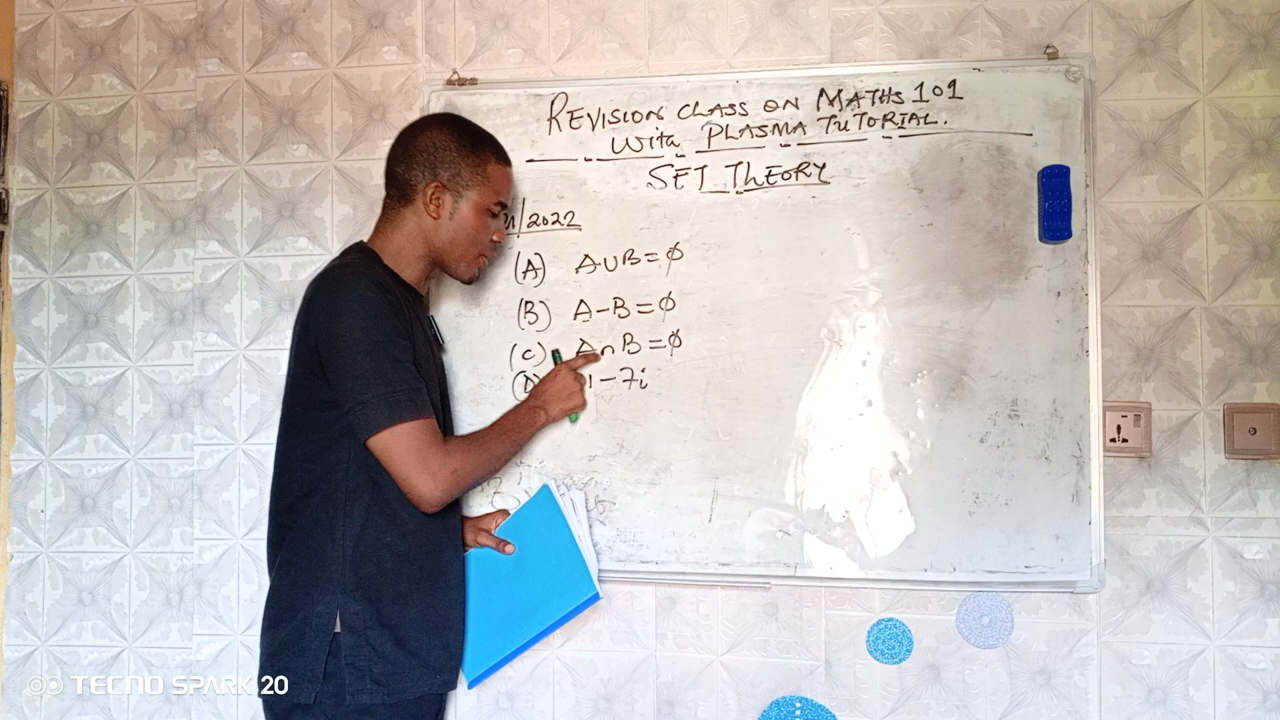 REVISION CLASS ON MATHS 101
With PLASMA TUTORIAL.
SET THEORY
/2022
(A) A∪B=ϕ
(B) A-B=ϕ
(C) A∩B=ϕ
(D) -7i
TECNO SPARK 20